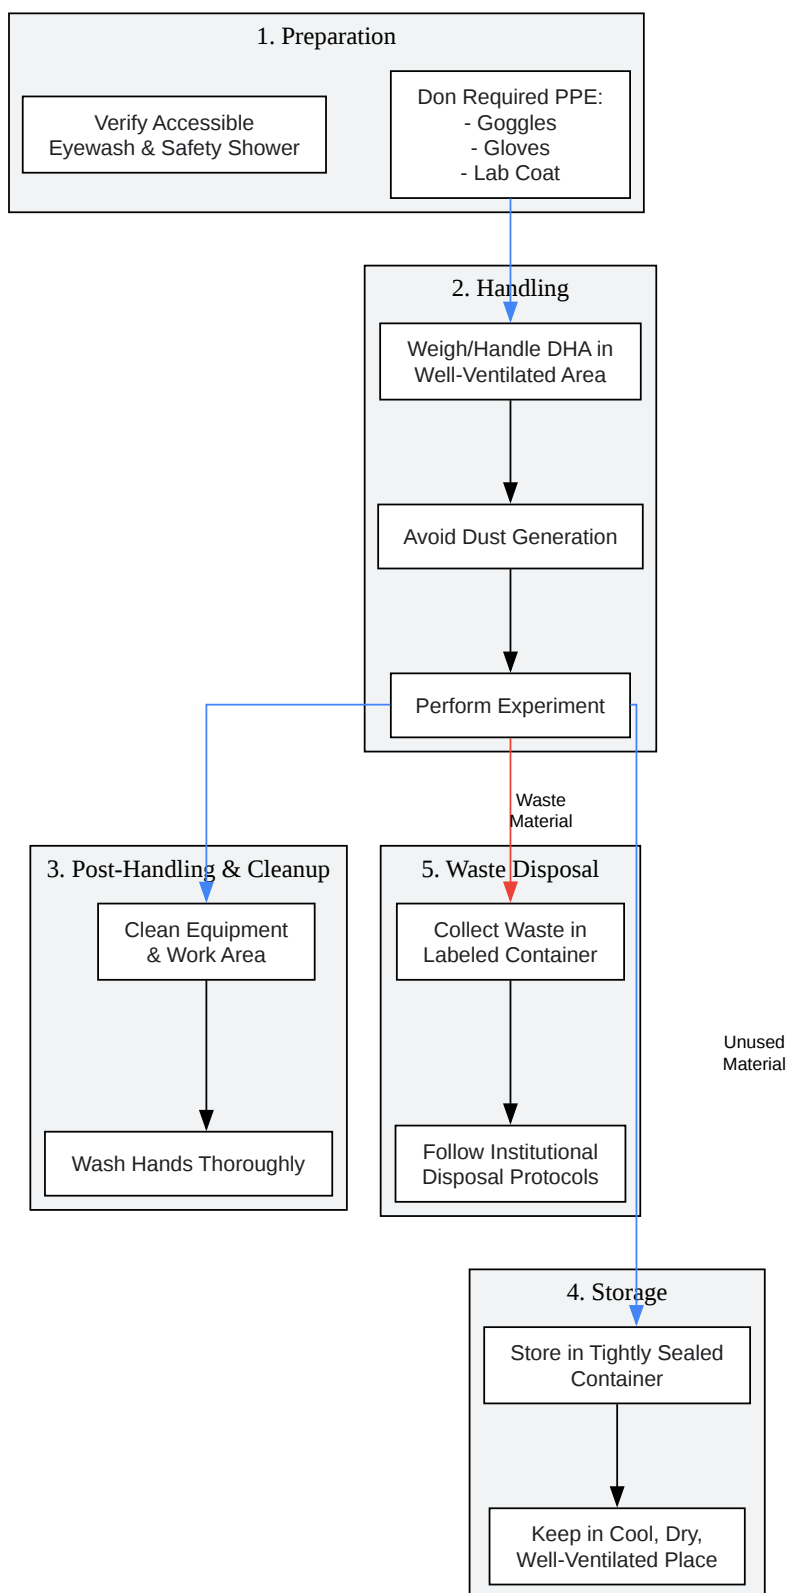 1. Preparation
Verify Accessible
Eyewash & Safety Shower
Don Required PPE:
- Goggles
- Gloves
- Lab Coat
2. Handling
Weigh/Handle DHA in
Well-Ventilated Area
Avoid Dust Generation
Perform Experiment
Waste
Material
3. Post-Handling & Cleanup
Clean Equipment
& Work Area
Wash Hands Thoroughly
5. Waste Disposal
Collect Waste in
Labeled Container
Follow Institutional
Disposal Protocols
Unused
Material
4. Storage
Store in Tightly Sealed
Container
Keep in Cool, Dry,
Well-Ventilated Place